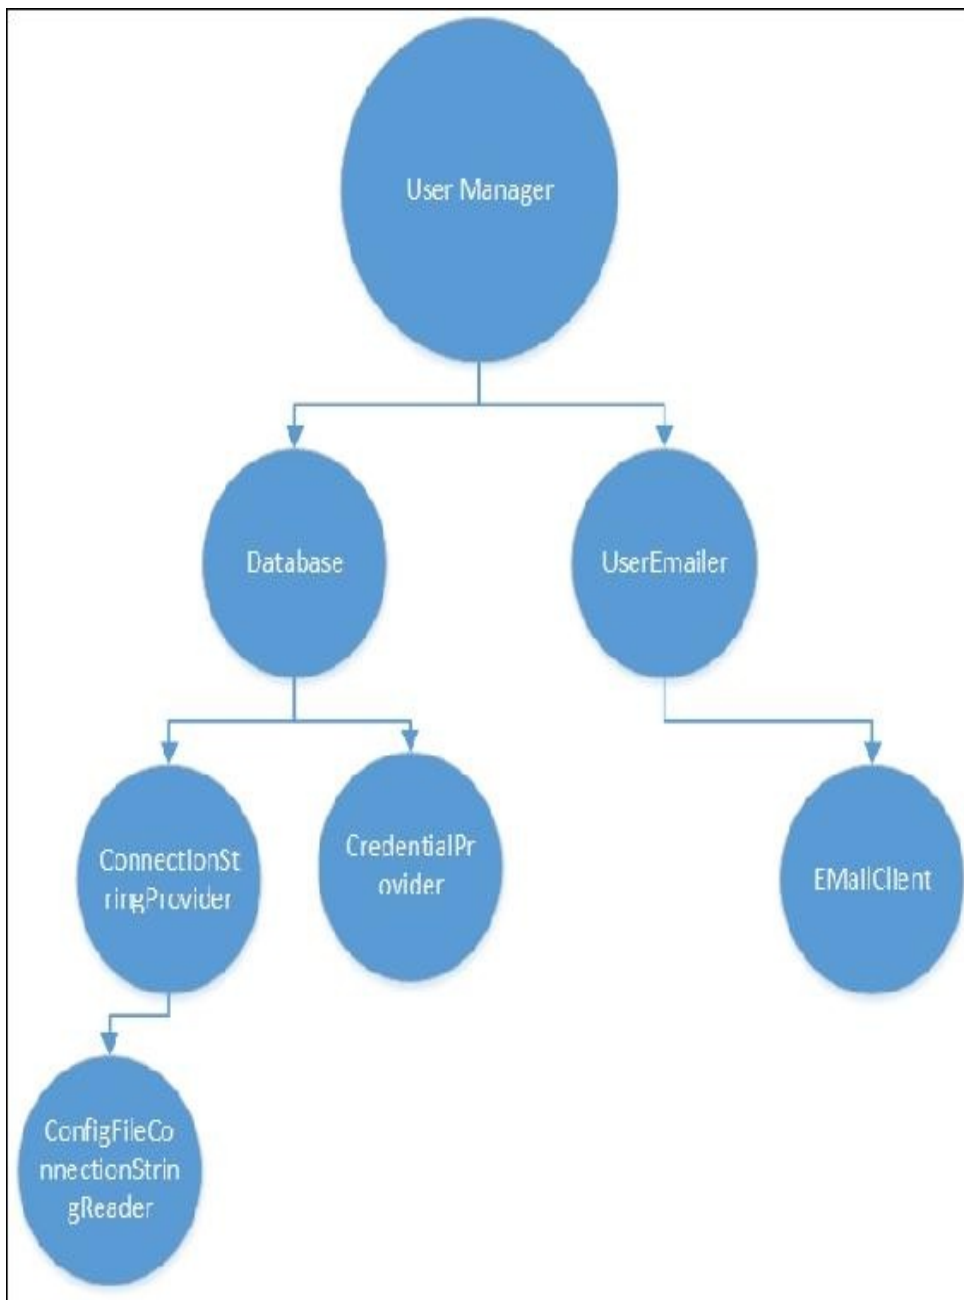 User Manager
Database
UserEmailer
ConnectionSt
ringProvider
CredentialPr
ovider
EMailClient
ConfigFileCo
nnectionStrin
gReader